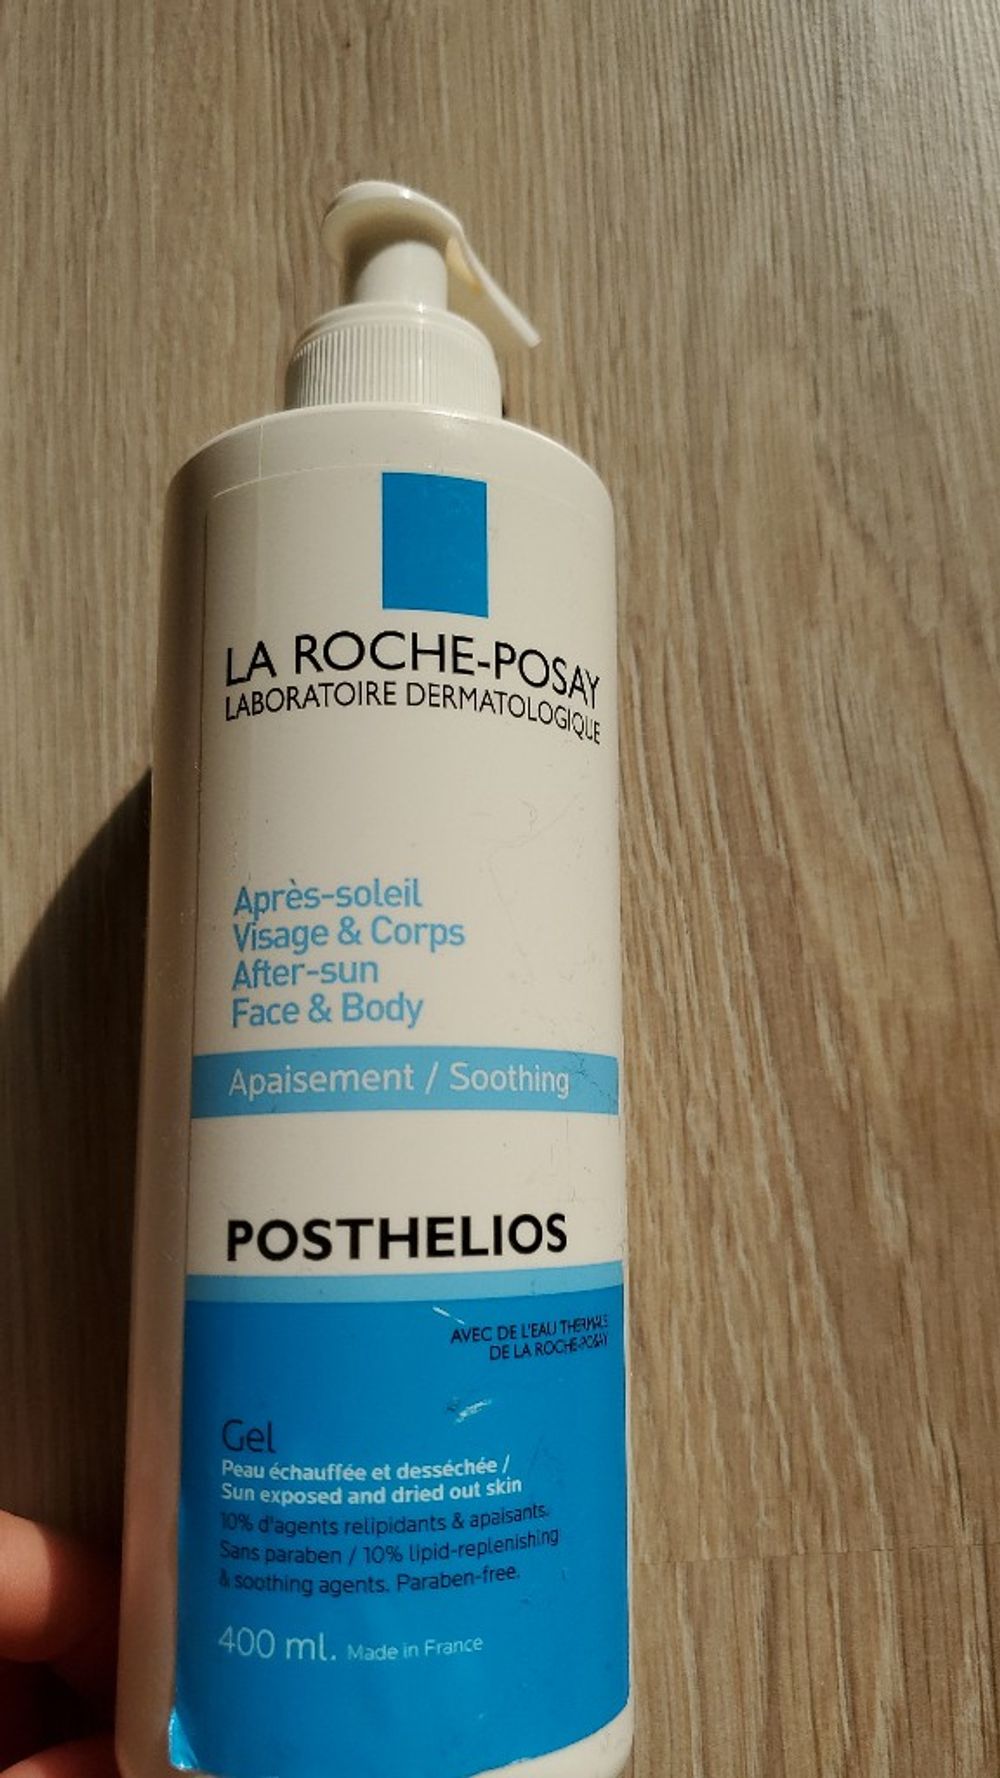 LA ROCHE-POSAY
LABORATOIRE DERMATOLOGIQUE
Après-soleil
Visage & Corps
After-sun
Face & Body
Apaisement / Soothing
POSTHELIOS
AVEC DE L'EAU THERMALE
DE LA ROCHE-POSAY
Gel
Peau échauffée et desséchée /
Sun exposed and dried out skin
10% d'agents relipidants & apaisants.
Sans paraben / 10% lipid-replenishing
& soothing agents. Paraben-free.
400 ml. Made in France